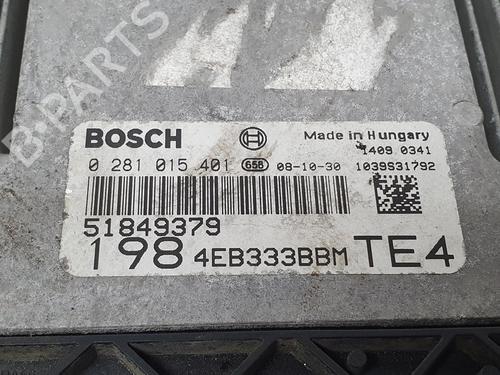 B-PARTS
BOSCH
Made in Hungary
1409 0341
0 281 015 401 658 08-10-30 1039S31792
51849379
198 4EB333BBM TE4